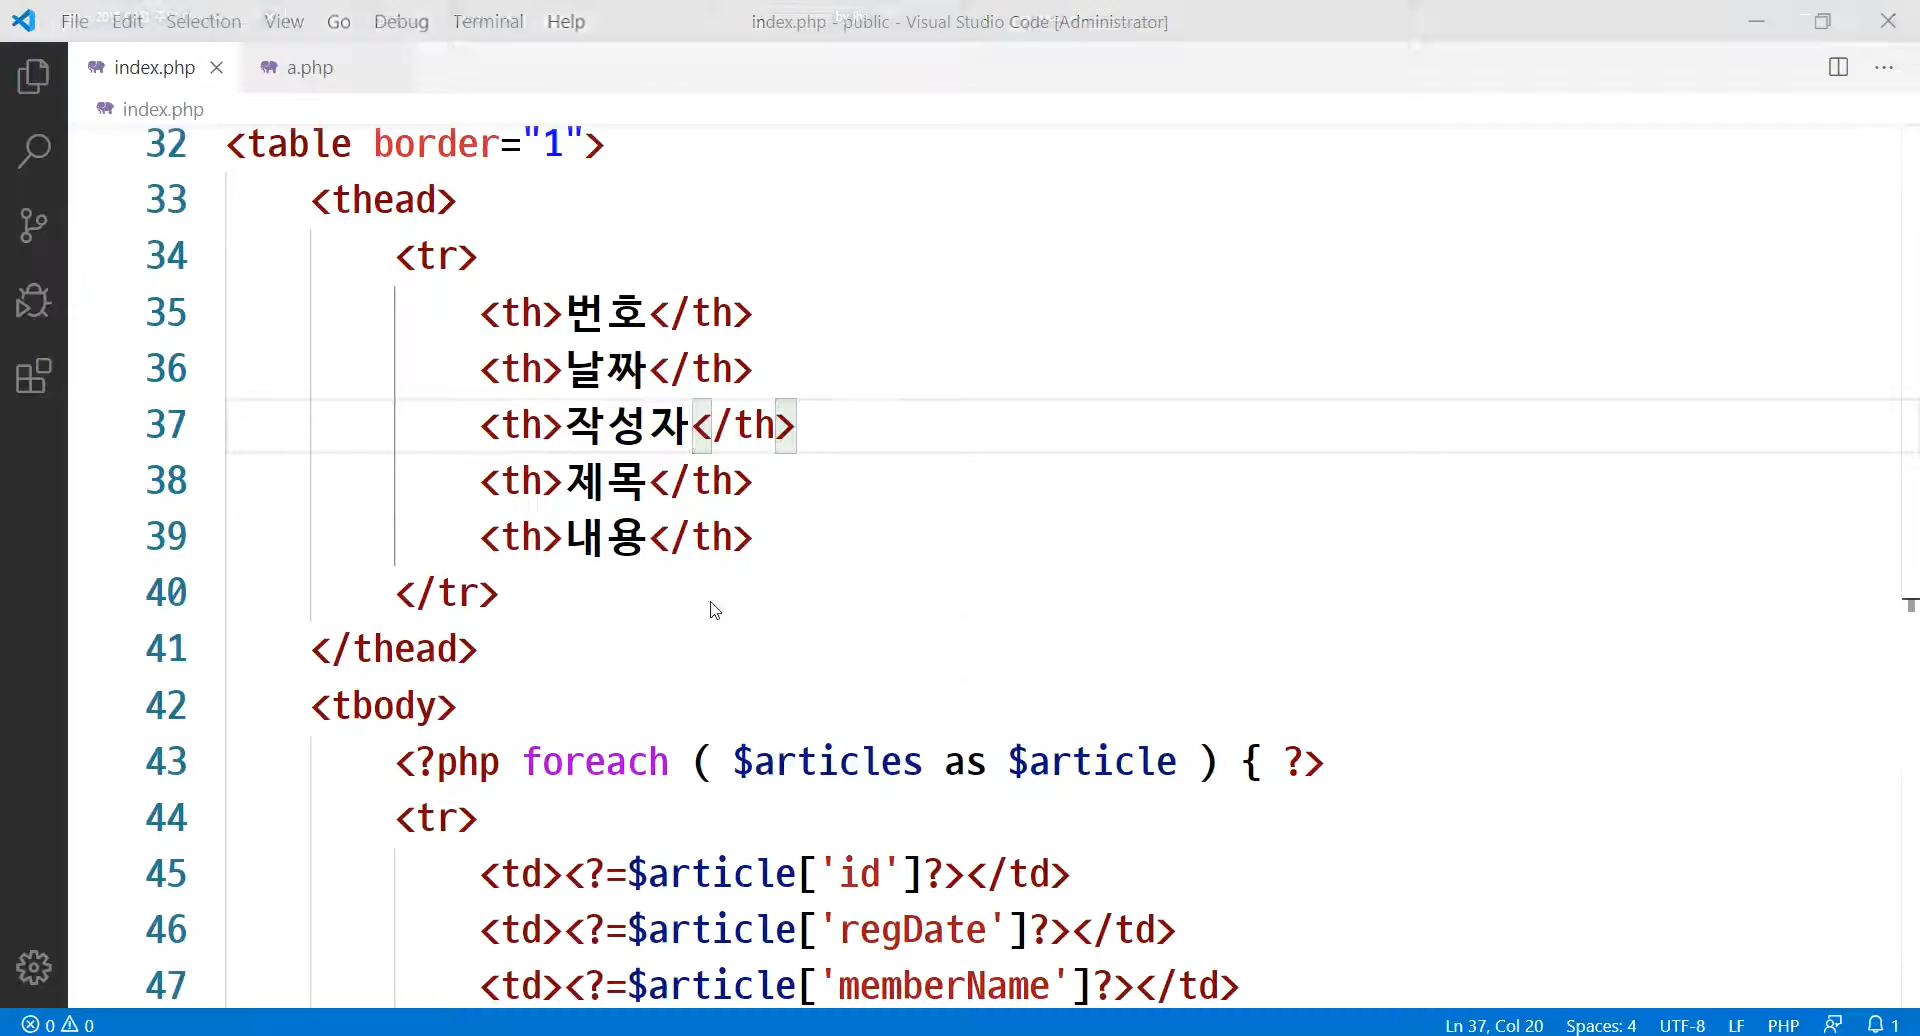 File Edit Selection View Go Debug Terminal Help index.php - public - Visual Studio Code [Administrator]
index.php a.php
index.php
32 <table border="1">
33 <thead>
34 <tr>
35 <th>번호</th>
36 <th>날짜</th>
37 <th>작성자</th>
38 <th>제목</th>
39 <th>내용</th>
40 </tr>
41 </thead>
42 <tbody>
43 <?php foreach ( $articles as $article ) { ?>
44 <tr>
45 <td><?=$article['id']?></td>
46 <td><?=$article['regDate']?></td>
47 <td><?=$article['memberName']?></td>
0 0 Ln 37, Col 20 Spaces: 4 UTF-8 LF PHP 1